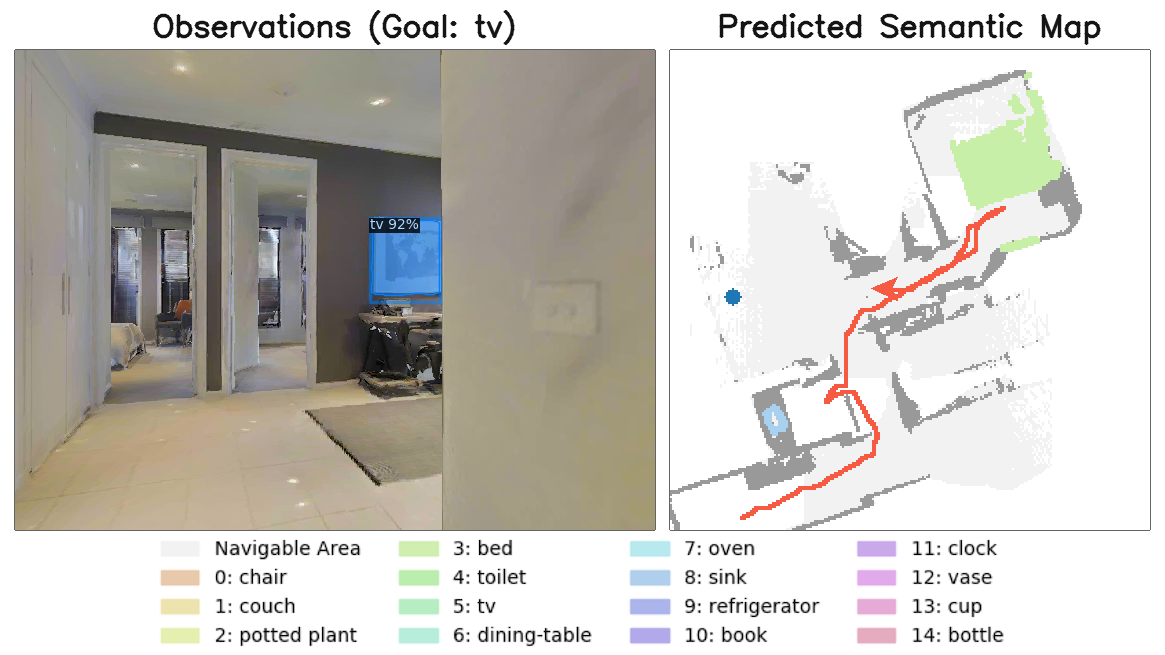 Observations (Goal: tv)
Predicted Semantic Map
tv 92%
Navigable Area
0: chair
1: couch
2: potted plant
3: bed
4: toilet
5: tv
6: dining-table
7: oven
8: sink
9: refrigerator
10: book
11: clock
12: vase
13: cup
14: bottle